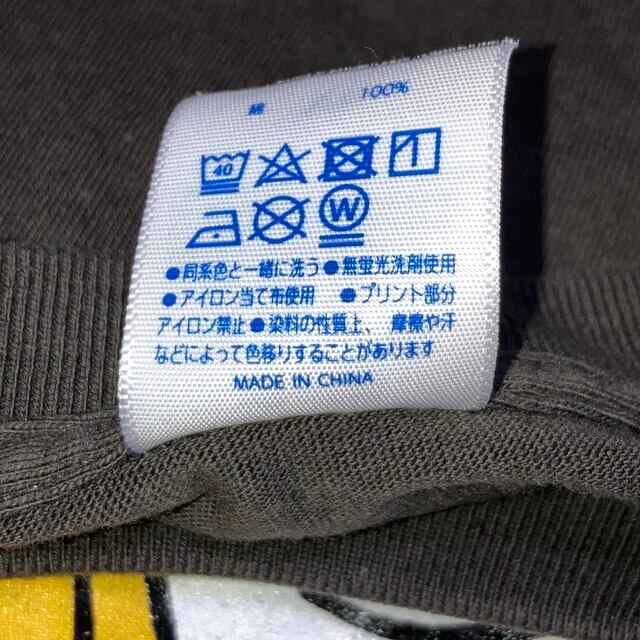 綿 100%
40
W
●同系色と一緒に洗う ●無蛍光洗剤使用
●アイロン当て布使用 ●プリント部分
アイロン禁止 ●染料の性質上、摩擦や汗
などによって色移りすることがあります
MADE IN CHINA